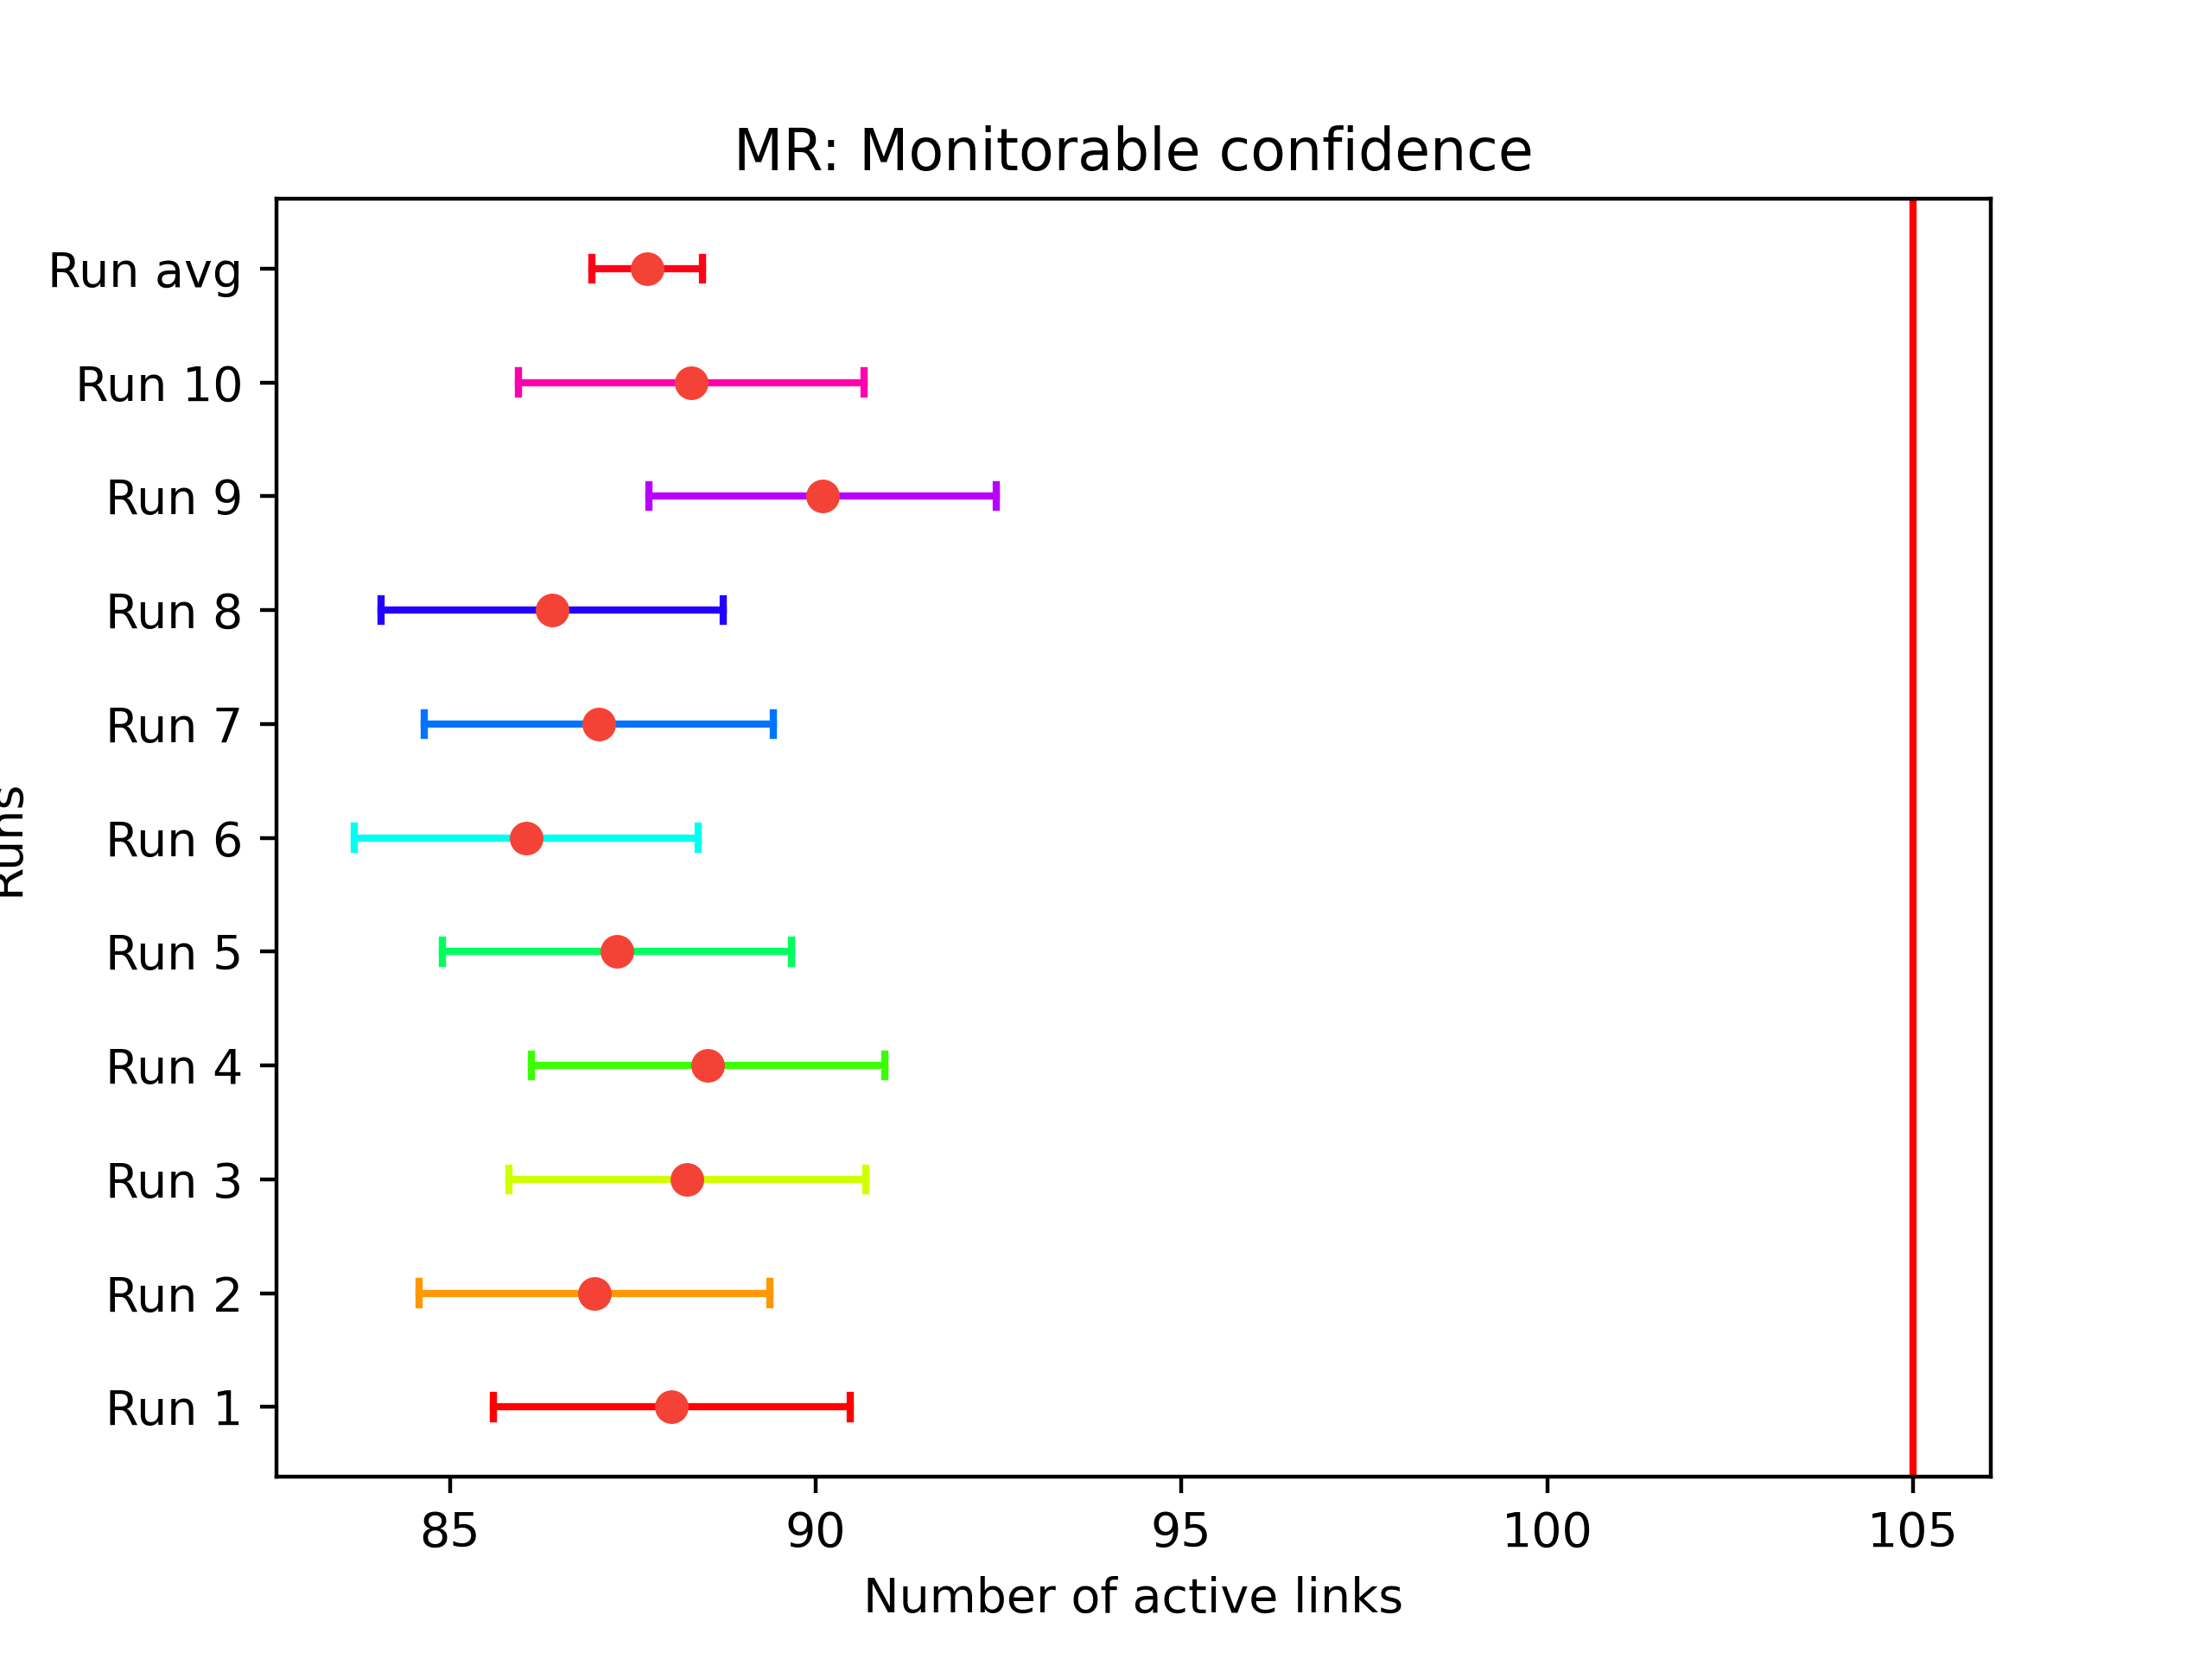 MR: Monitorable confidence
Run avg
Run 10
Run 9
Run 8
Run 7
Run 6
Run 5
Run 4
Run 3
Run 2
Run 1
Runs
85 90 95 100 105
Number of active links